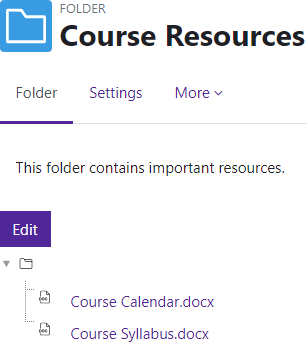 FOLDER
Course Resources
Folder Settings More
This folder contains important resources.
Edit
Course Calendar.docx
Course Syllabus.docx